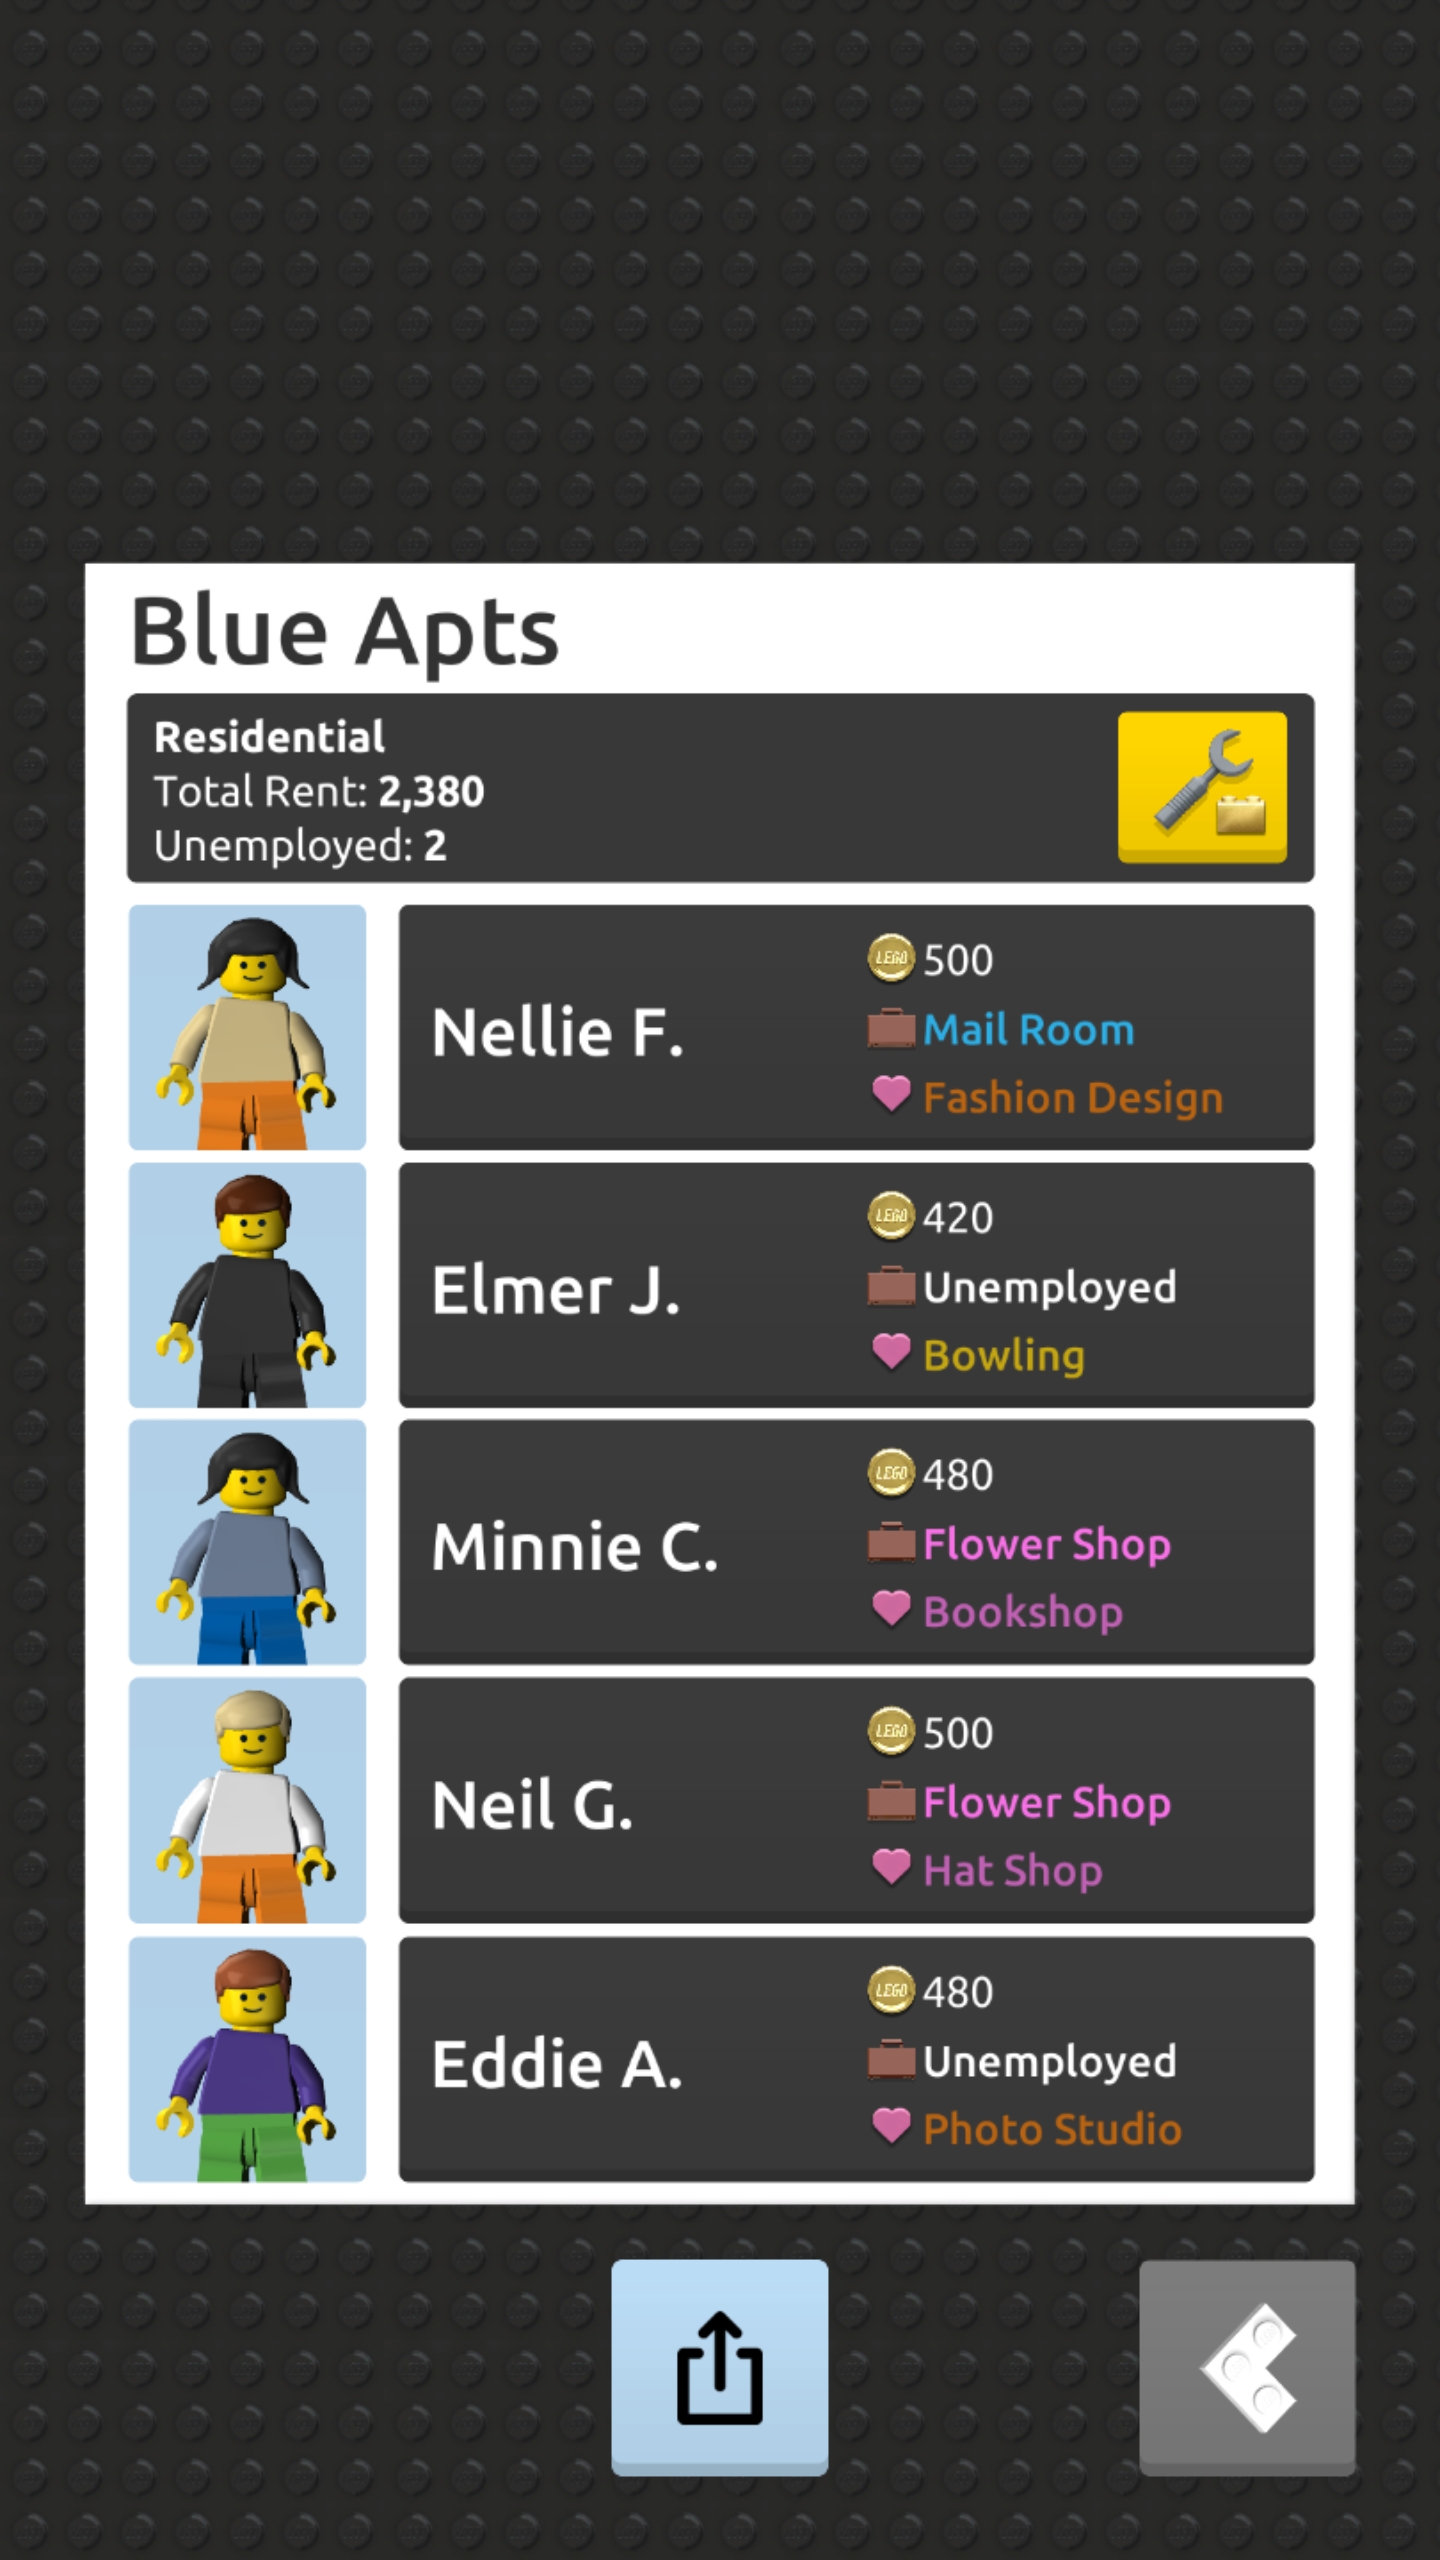 Blue Apts
Residential
Total Rent: 2,380
Unemployed: 2
Nellie F.
LEGO 500
Mail Room
Fashion Design
Elmer J.
LEGO 420
Unemployed
Bowling
Minnie C.
LEGO 480
Flower Shop
Bookshop
Neil G.
LEGO 500
Flower Shop
Hat Shop
Eddie A.
LEGO 480
Unemployed
Photo Studio